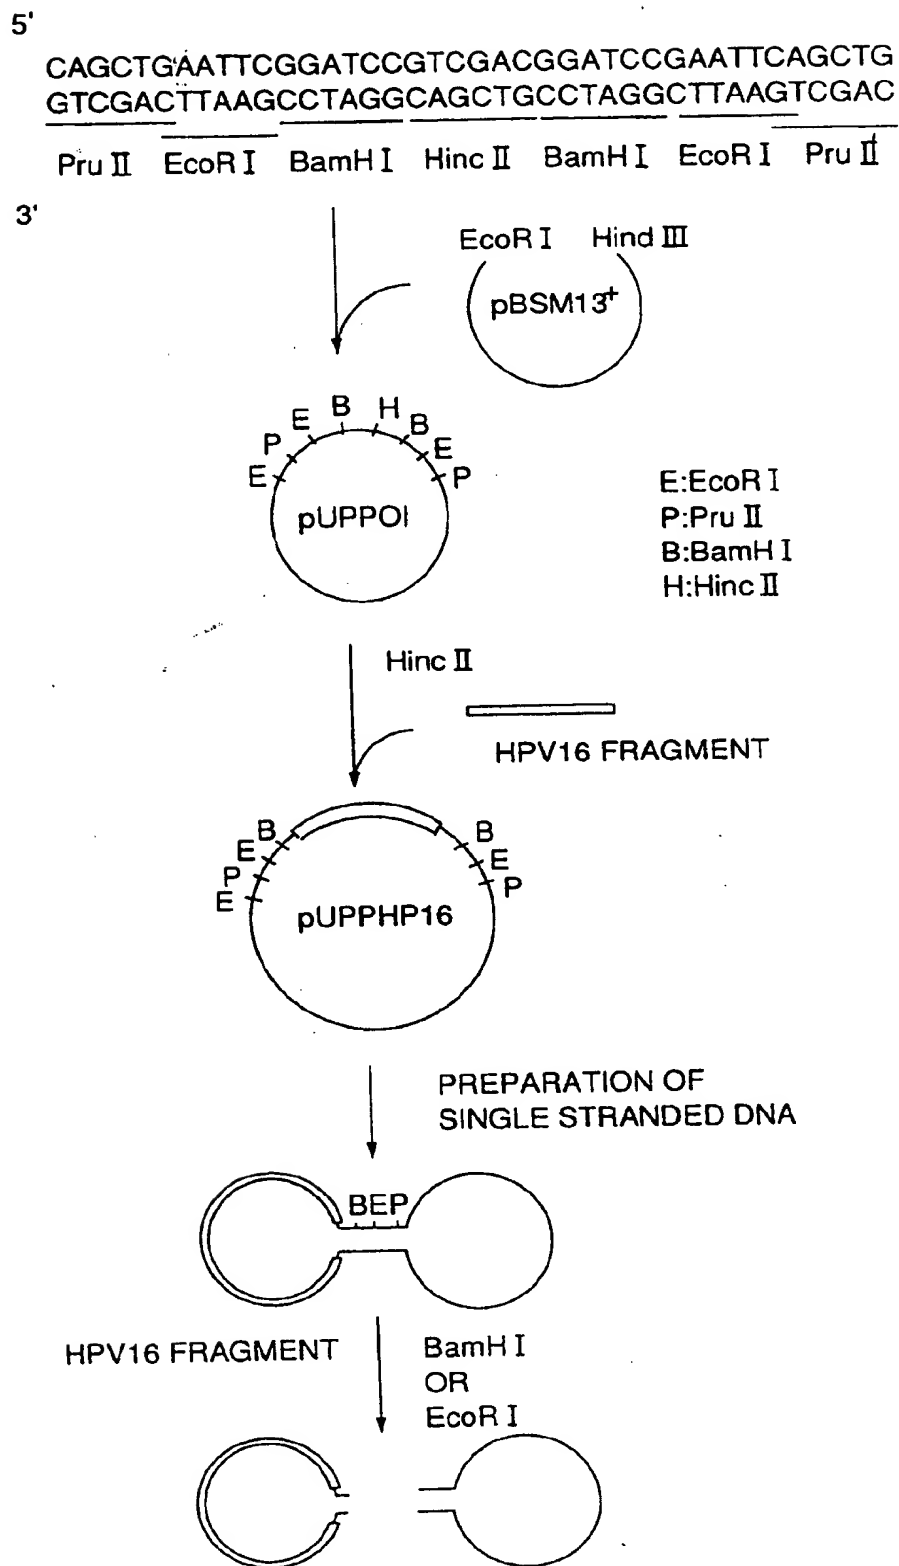 5'
CAGCTGAATTCGGATCCGTCGACGGATCCGAATTCAGCTG
GTCGACTTAAGCCTAGGCAGCTGCCTAGGCTTAAGTCGAC
Pru II EcoR I BamH I Hinc II BamH I EcoR I Pru II
3'
EcoR I Hind III
pBSM13+
E P E B H B E P
pUPPOI
E:EcoR I
P:Pru II
B:BamH I
H:Hinc II
Hinc II
HPV16 FRAGMENT
E P E B B E P
pUPPHP16
PREPARATION OF
SINGLE STRANDED DNA
BEP
HPV16 FRAGMENT
BamH I
OR
EcoR I